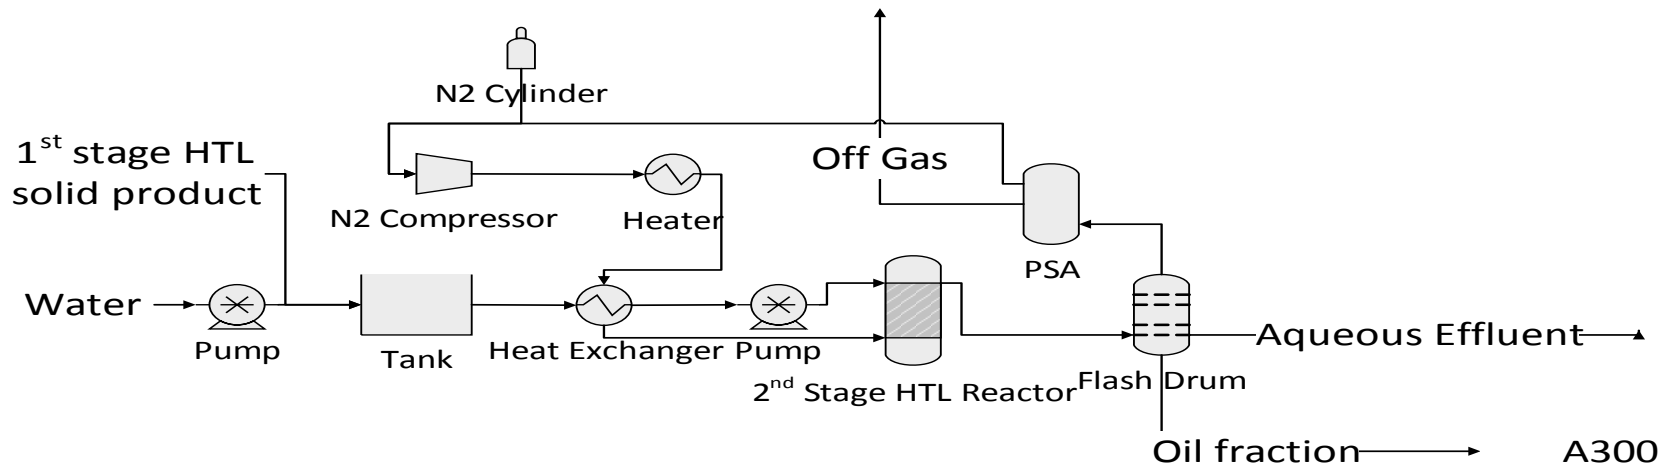 N2 Cylinder
1st stage HTL
solid product
Off Gas
N2 Compressor
Heater
PSA
Water
Pump
Tank
Heat Exchanger
Pump
2nd Stage HTL Reactor
Flash Drum
Aqueous Effluent
Oil fraction
A300